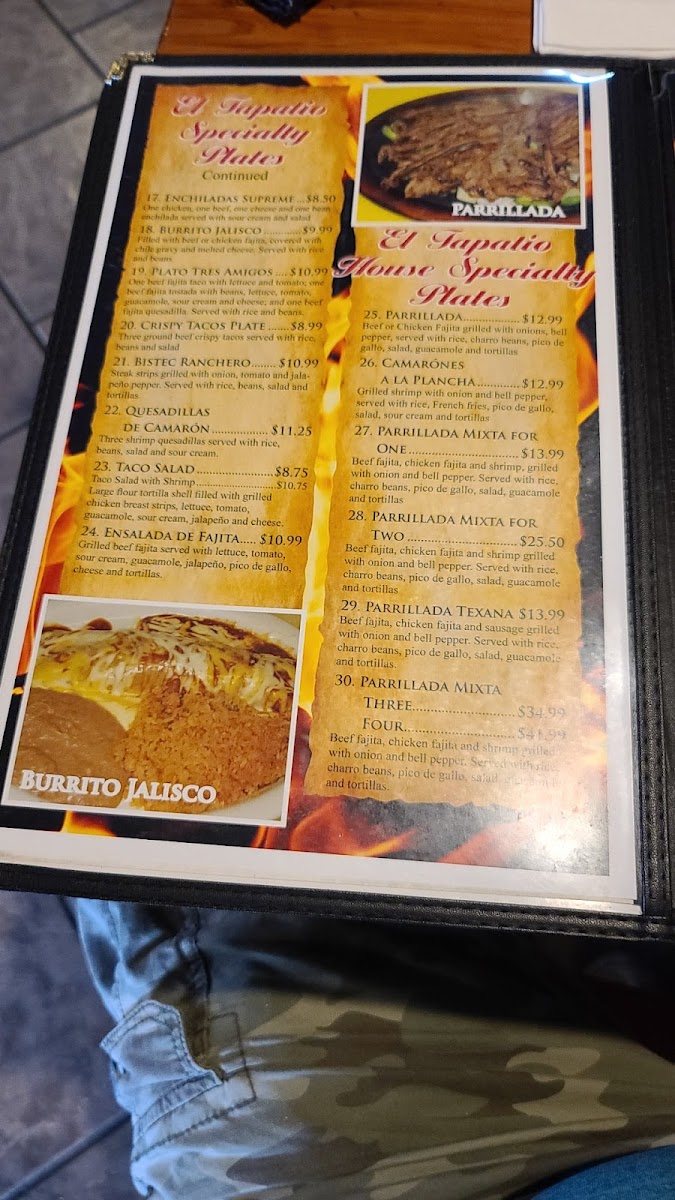 El Tapatio
Specialty
Plates
Continued
17. Enchiladas Supreme...$8.50
One chicken, one beef, one cheese and one bean
enchilada served with sour cream and salad
18. Burrito Jalisco............$9.99
Filled with beef or chicken fajita, covered with
chile gravy and melted cheese. Served with rice
and beans
19. Plato Tres Amigos....$10.99
One beef fajita taco with lettuce and tomato; one
beef fajita tostada with beans, lettuce, tomato,
guacamole, sour cream and cheese; and one beef
fajita quesadilla. Served with rice and beans.
20. Crispy Tacos Plate.......$8.99
Three ground beef crispy tacos served with rice,
beans and salad
21. Bistec Ranchero........$10.99
Steak strips grilled with onion, tomato and jala-
peño pepper. Served with rice, beans, salad and
tortillas
22. Quesadillas
de Camarón..................$11.25
Three shrimp quesadillas served with rice,
beans, salad and sour cream.
23. Taco Salad........................$8.75
Taco Salad with Shrimp........................$10.75
Large flour tortilla shell filled with grilled
chicken breast strips, lettuce, tomato,
guacamole, sour cream, jalapeño and cheese.
24. Ensalada de Fajita.....$10.99
Grilled beef fajita served with lettuce, tomato,
sour cream, guacamole, jalapeño, pico de gallo,
cheese and tortillas.
Burrito Jalisco
Parrillada
El Tapatio
House Specialty
Plates
25. Parrillada.................$12.99
Beef or Chicken Fajita grilled with onions, bell
pepper, served with rice, charro beans, pico de
gallo, salad, guacamole and tortillas
26. Camarónes
a la Plancha.............$12.99
Grilled shrimp with onion and bell pepper,
served with rice, French fries, pico de gallo,
salad, sour cream and tortillas
27. Parrillada Mixta for
One..................................$13.99
Beef fajita, chicken fajita and shrimp, grilled
with onion and bell pepper. Served with rice,
charro beans, pico de gallo, salad, guacamole
and tortillas
28. Parrillada Mixta for
Two.................................$25.50
Beef fajita, chicken fajita and shrimp grilled
with onion and bell pepper. Served with rice,
charro beans, pico de gallo, salad, guacamole
and tortillas
29. Parrillada Texana $13.99
Beef fajita, chicken fajita and sausage grilled
with onion and bell pepper. Served with rice,
charro beans, pico de gallo, salad, guacamole
and tortillas.
30. Parrillada Mixta
Three..............................$34.99
Four................................$41.99
Beef fajita, chicken fajita and shrimp grilled
with onion and bell pepper. Served with rice,
charro beans, pico de gallo, salad,
and tortillas.